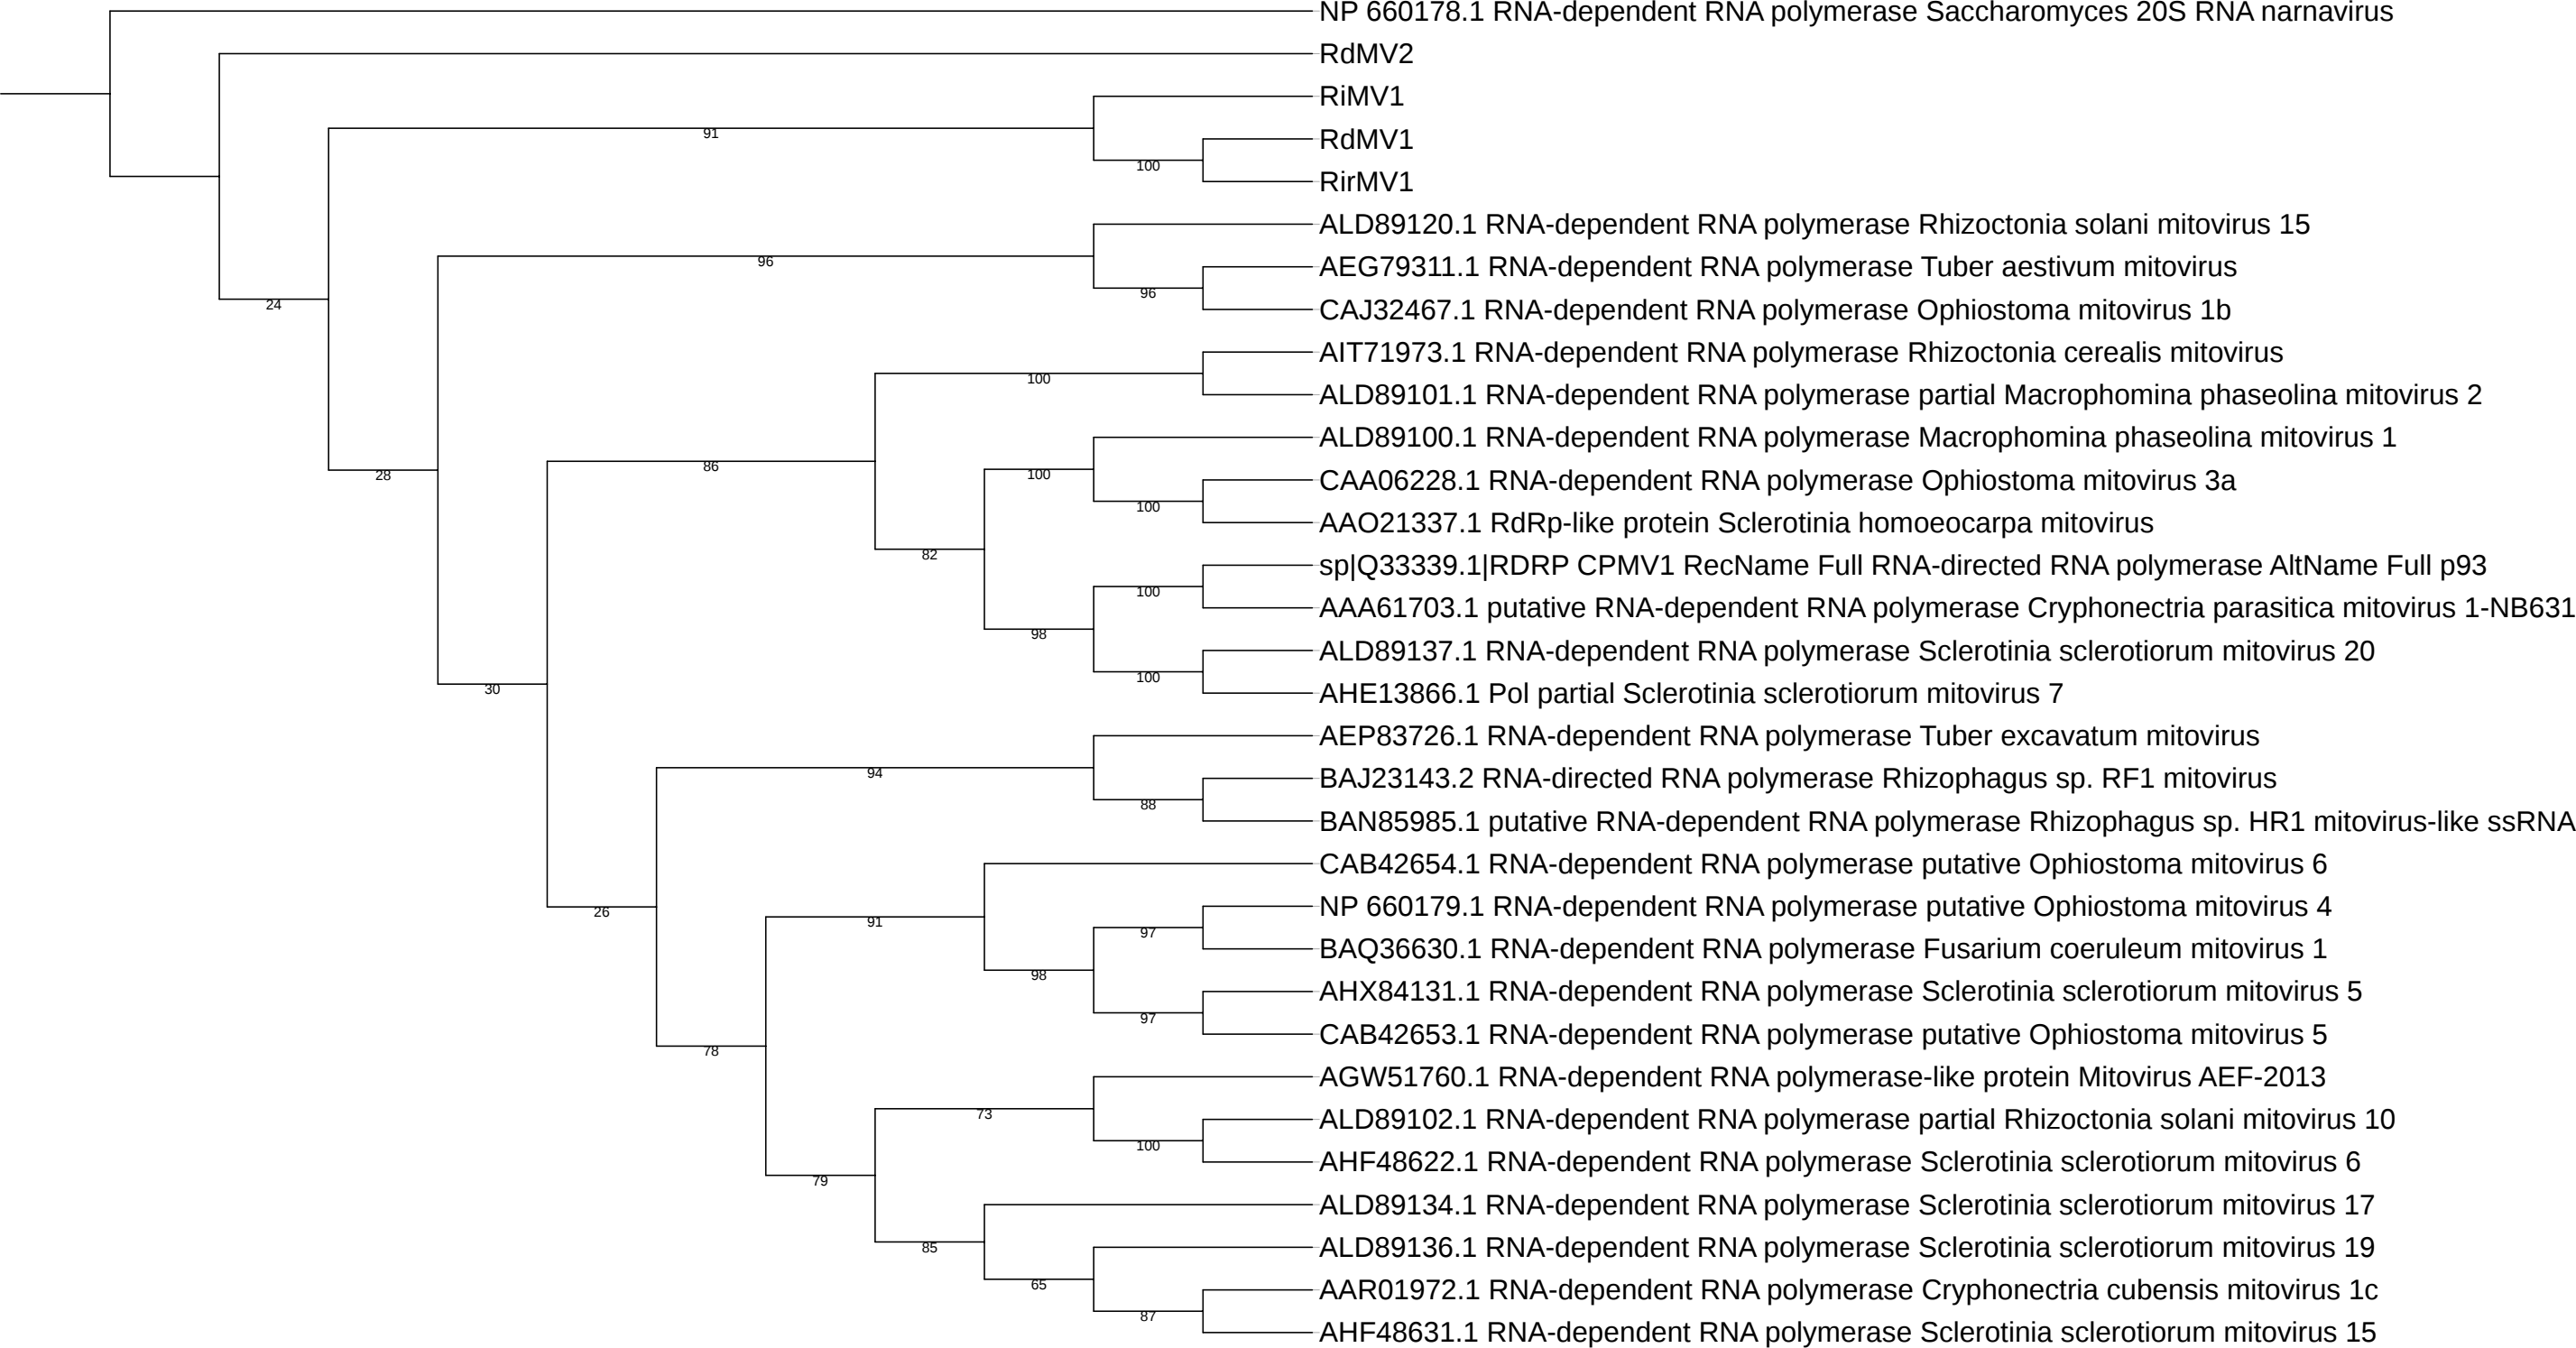 NP 660178.1 RNA-dependent RNA polymerase Saccharomyces 20S RNA narnavirus
RdMV2
RiMV1
91
RdMV1
100
RirMV1
ALD89120.1 RNA-dependent RNA polymerase Rhizoctonia solani mitovirus 15
96
AEG79311.1 RNA-dependent RNA polymerase Tuber aestivum mitovirus
96
24
CAJ32467.1 RNA-dependent RNA polymerase Ophiostoma mitovirus 1b
AIT71973.1 RNA-dependent RNA polymerase Rhizoctonia cerealis mitovirus
100
ALD89101.1 RNA-dependent RNA polymerase partial Macrophomina phaseolina mitovirus 2
ALD89100.1 RNA-dependent RNA polymerase Macrophomina phaseolina mitovirus 1
86
28
100
CAA06228.1 RNA-dependent RNA polymerase Ophiostoma mitovirus 3a
100
AAO21337.1 RdRp-like protein Sclerotinia homoeocarpa mitovirus
82
sp|Q33339.1|RDRP CPMV1 RecName Full RNA-directed RNA polymerase AltName Full p93
100
AAA61703.1 putative RNA-dependent RNA polymerase Cryphonectria parasitica mitovirus 1-NB631
98
ALD89137.1 RNA-dependent RNA polymerase Sclerotinia sclerotiorum mitovirus 20
100
30
AHE13866.1 Pol partial Sclerotinia sclerotiorum mitovirus 7
AEP83726.1 RNA-dependent RNA polymerase Tuber excavatum mitovirus
94
BAJ23143.2 RNA-directed RNA polymerase Rhizophagus sp. RF1 mitovirus
88
BAN85985.1 putative RNA-dependent RNA polymerase Rhizophagus sp. HR1 mitovirus-like ssRNA
CAB42654.1 RNA-dependent RNA polymerase putative Ophiostoma mitovirus 6
26
91
NP 660179.1 RNA-dependent RNA polymerase putative Ophiostoma mitovirus 4
97
BAQ36630.1 RNA-dependent RNA polymerase Fusarium coeruleum mitovirus 1
98
AHX84131.1 RNA-dependent RNA polymerase Sclerotinia sclerotiorum mitovirus 5
97
CAB42653.1 RNA-dependent RNA polymerase putative Ophiostoma mitovirus 5
78
AGW51760.1 RNA-dependent RNA polymerase-like protein Mitovirus AEF-2013
73
ALD89102.1 RNA-dependent RNA polymerase partial Rhizoctonia solani mitovirus 10
100
AHF48622.1 RNA-dependent RNA polymerase Sclerotinia sclerotiorum mitovirus 6
79
ALD89134.1 RNA-dependent RNA polymerase Sclerotinia sclerotiorum mitovirus 17
85
ALD89136.1 RNA-dependent RNA polymerase Sclerotinia sclerotiorum mitovirus 19
65
AAR01972.1 RNA-dependent RNA polymerase Cryphonectria cubensis mitovirus 1c
87
AHF48631.1 RNA-dependent RNA polymerase Sclerotinia sclerotiorum mitovirus 15